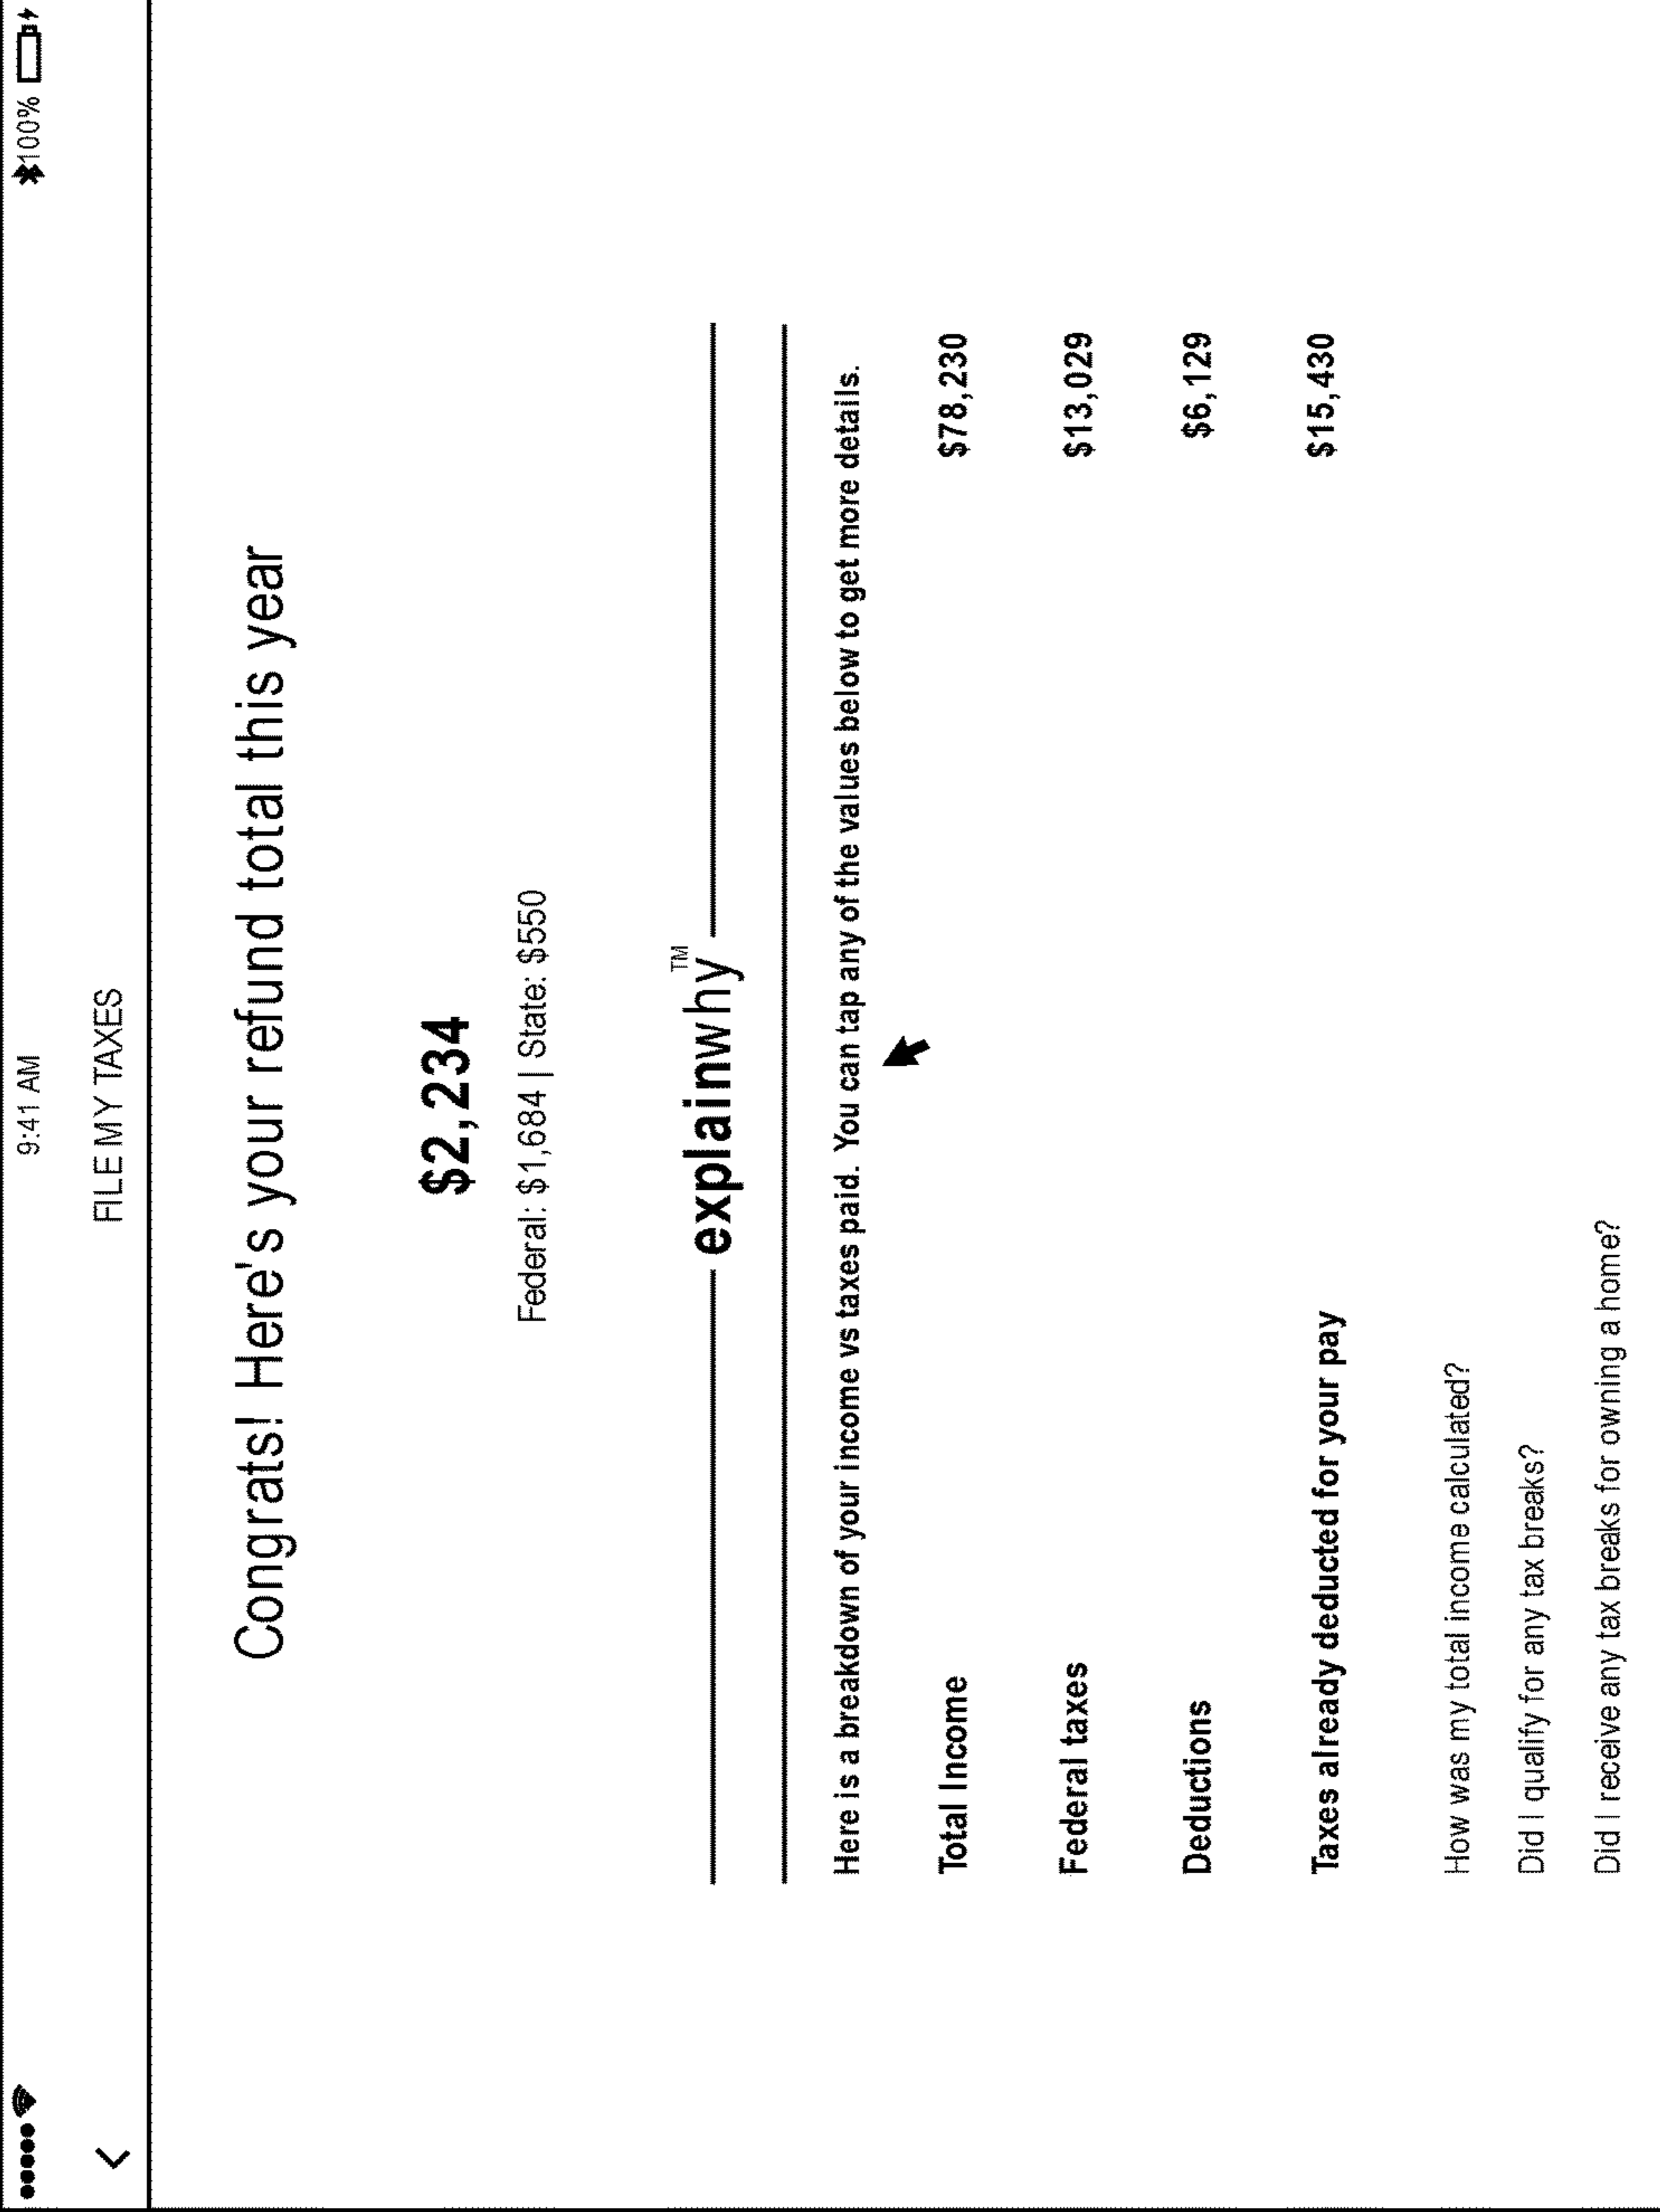 9:41 AM
100%
FILE MY TAXES
Congrats! Here's your refund total this year
$2,234
Federal: $1,684 | State: $550
explainwhy™
Here is a breakdown of your income vs taxes paid. You can tap any of the values below to get more details.
Total Income $78,230
Federal taxes $13,029
Deductions $6,129
Taxes already deducted for your pay $15,430
How was my total income calculated?
Did I qualify for any tax breaks?
Did I receive any tax breaks for owning a home?